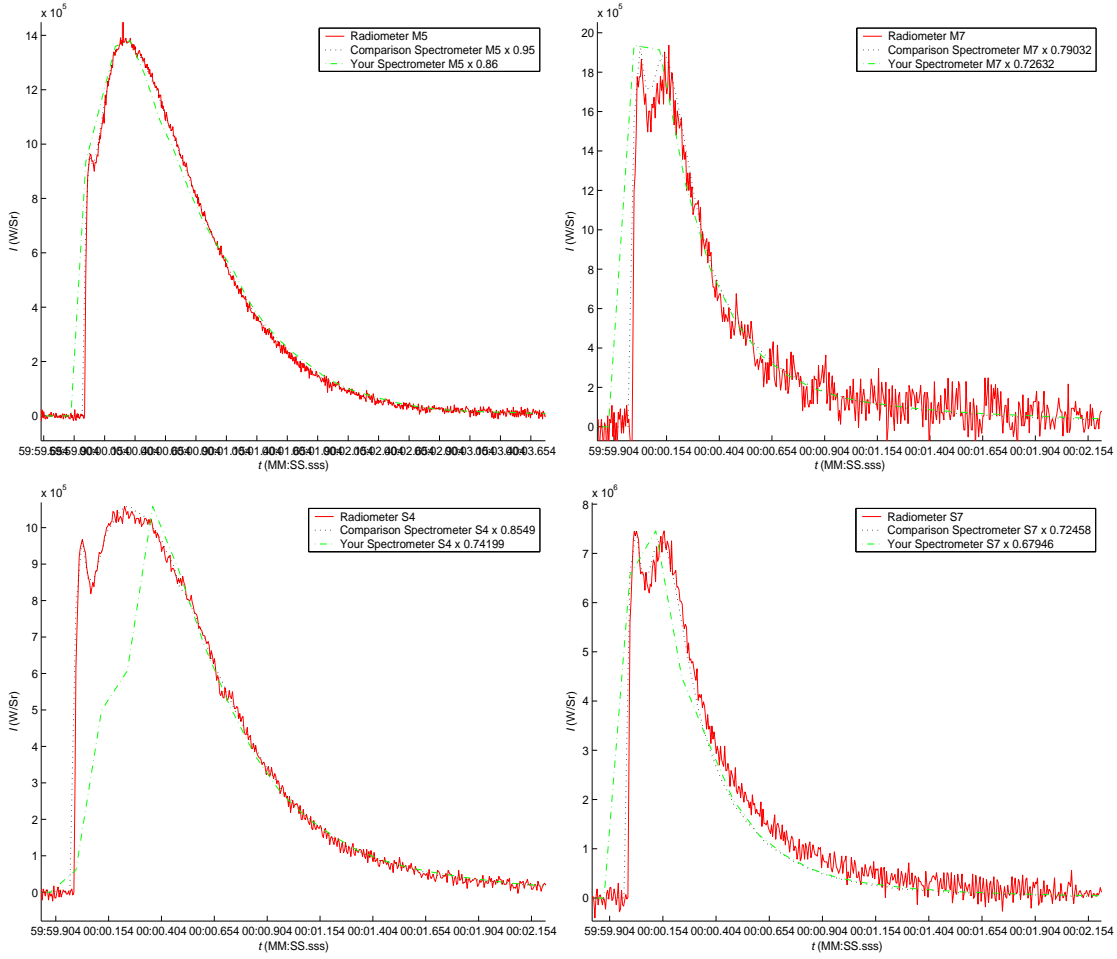 x 10⁵
Radiometer M5
Comparison Spectrometer M5 x 0.95
Your Spectrometer M5 x 0.86
14
12
10
8
6
4
2
0
I (W/Sr)
t (MM:SS.sss)
x 10⁵
Radiometer M7
Comparison Spectrometer M7 x 0.79032
Your Spectrometer M7 x 0.72632
20
18
16
14
12
10
8
6
4
2
0
I (W/Sr)
59:59.904 00:00.154 00:00.404 00:00.654 00:00.904 00:01.154 00:01.404 00:01.654 00:01.904 00:02.154
t (MM:SS.sss)
x 10⁵
Radiometer S4
Comparison Spectrometer S4 x 0.8549
Your Spectrometer S4 x 0.74199
10
9
8
7
6
5
4
3
2
1
0
I (W/Sr)
59:59.904 00:00.154 00:00.404 00:00.654 00:00.904 00:01.154 00:01.404 00:01.654 00:01.904 00:02.154
t (MM:SS.sss)
x 10⁶
Radiometer S7
Comparison Spectrometer S7 x 0.72458
Your Spectrometer S7 x 0.67946
8
7
6
5
4
3
2
1
0
I (W/Sr)
59:59.904 00:00.154 00:00.404 00:00.654 00:00.904 00:01.154 00:01.404 00:01.654 00:01.904 00:02.154
t (MM:SS.sss)